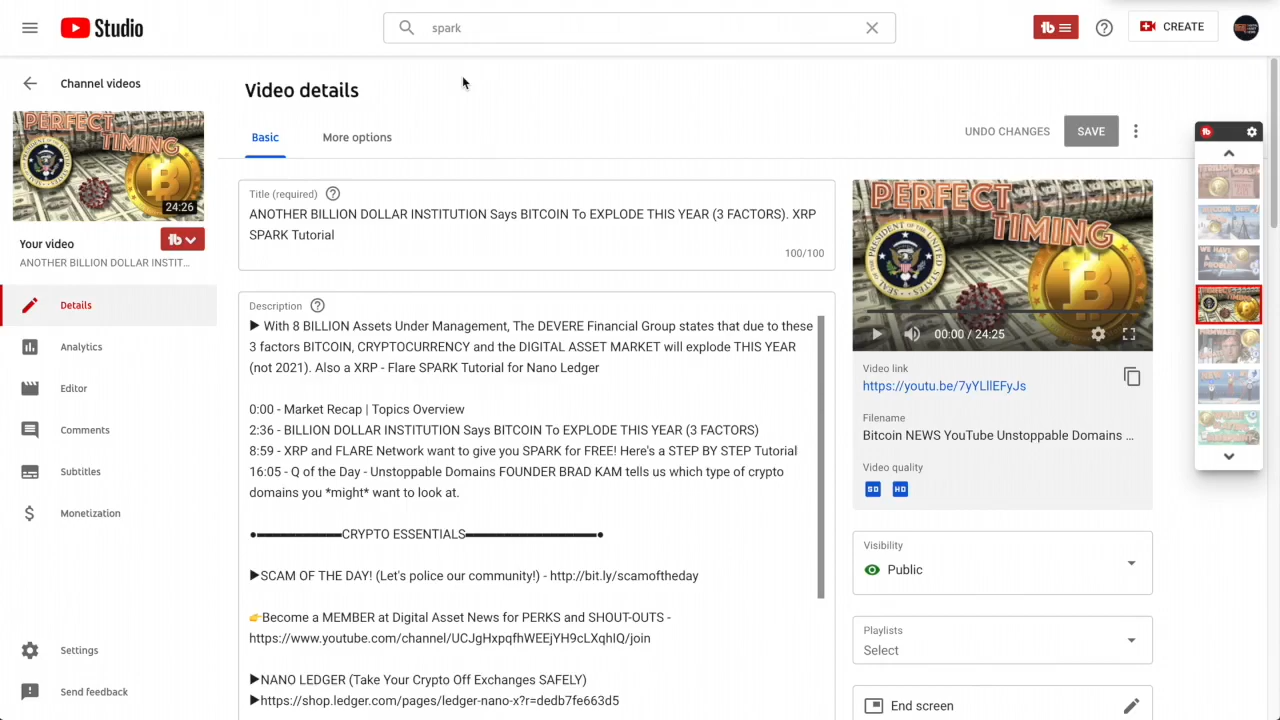 Studio
spark
CREATE
Channel videos
PERFECT
TIMING
24:26
Your video
ANOTHER BILLION DOLLAR INSTIT...
Details
Analytics
Editor
Comments
Subtitles
Monetization
Settings
Send feedback
Video details
Basic
More options
UNDO CHANGES
SAVE
Title (required)
ANOTHER BILLION DOLLAR INSTITUTION Says BITCOIN To EXPLODE THIS YEAR (3 FACTORS). XRP
SPARK Tutorial
100/100
Description
▶ With 8 BILLION Assets Under Management, The DEVERE Financial Group states that due to these
3 factors BITCOIN, CRYPTOCURRENCY and the DIGITAL ASSET MARKET will explode THIS YEAR
(not 2021). Also a XRP - Flare SPARK Tutorial for Nano Ledger
0:00 - Market Recap | Topics Overview
2:36 - BILLION DOLLAR INSTITUTION Says BITCOIN To EXPLODE THIS YEAR (3 FACTORS)
8:59 - XRP and FLARE Network want to give you SPARK for FREE! Here's a STEP BY STEP Tutorial
16:05 - Q of the Day - Unstoppable Domains FOUNDER BRAD KAM tells us which type of crypto
domains you *might* want to look at.
●▬▬▬▬▬▬▬CRYPTO ESSENTIALS▬▬▬▬▬▬▬▬▬▬●
▶SCAM OF THE DAY! (Let's police our community!) - http://bit.ly/scamoftheday
👉Become a MEMBER at Digital Asset News for PERKS and SHOUT-OUTS -
https://www.youtube.com/channel/UCJgHxpqfhWEEjYH9cLXqhIQ/join
▶NANO LEDGER (Take Your Crypto Off Exchanges SAFELY)
▶https://shop.ledger.com/pages/ledger-nano-x?r=dedb7fe663d5
PERFECT
TIMING
00:00 / 24:25
Video link
https://youtu.be/7yYLlIEFyJs
Filename
Bitcoin NEWS YouTube Unstoppable Domains ...
Video quality
SD HD
Visibility
Public
Playlists
Select
End screen